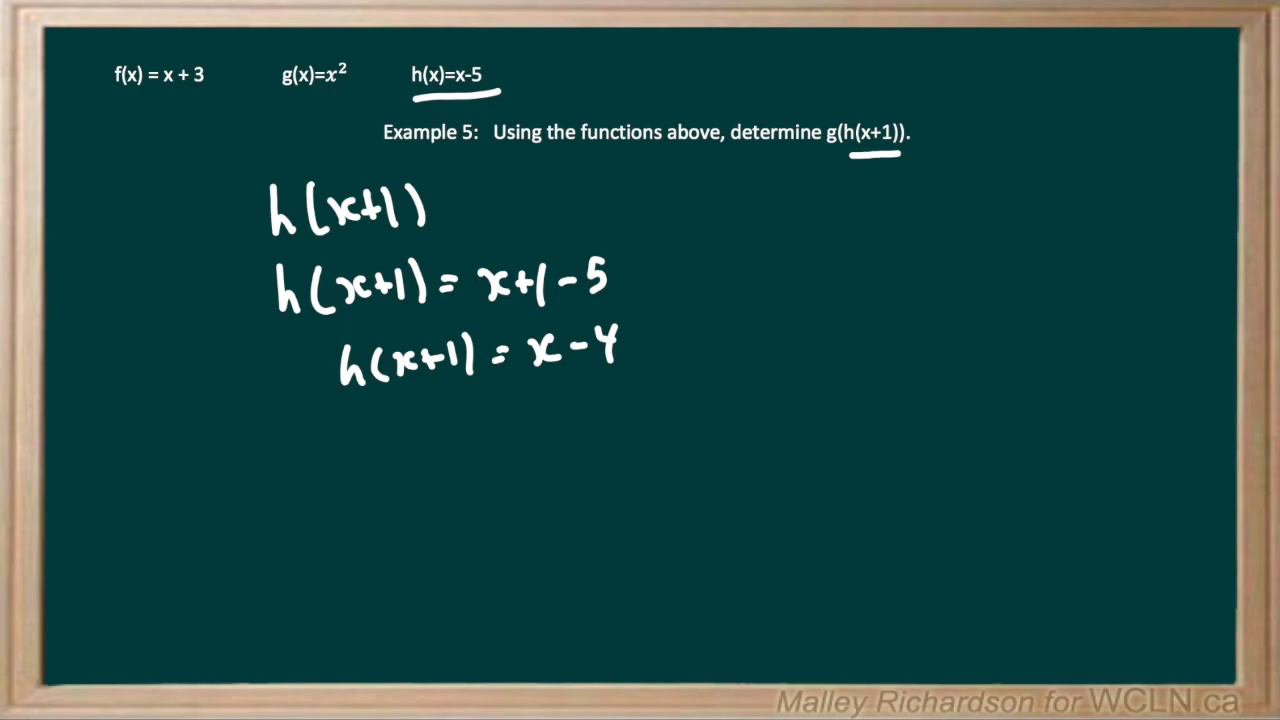 f(x) = x + 3 g(x)=x² h(x)=x-5
Example 5: Using the functions above, determine g(h(x+1)).
h(x+1)
h(x+1) = x+1-5
h(x+1) = x-4
Malley Richardson for WCLN.ca